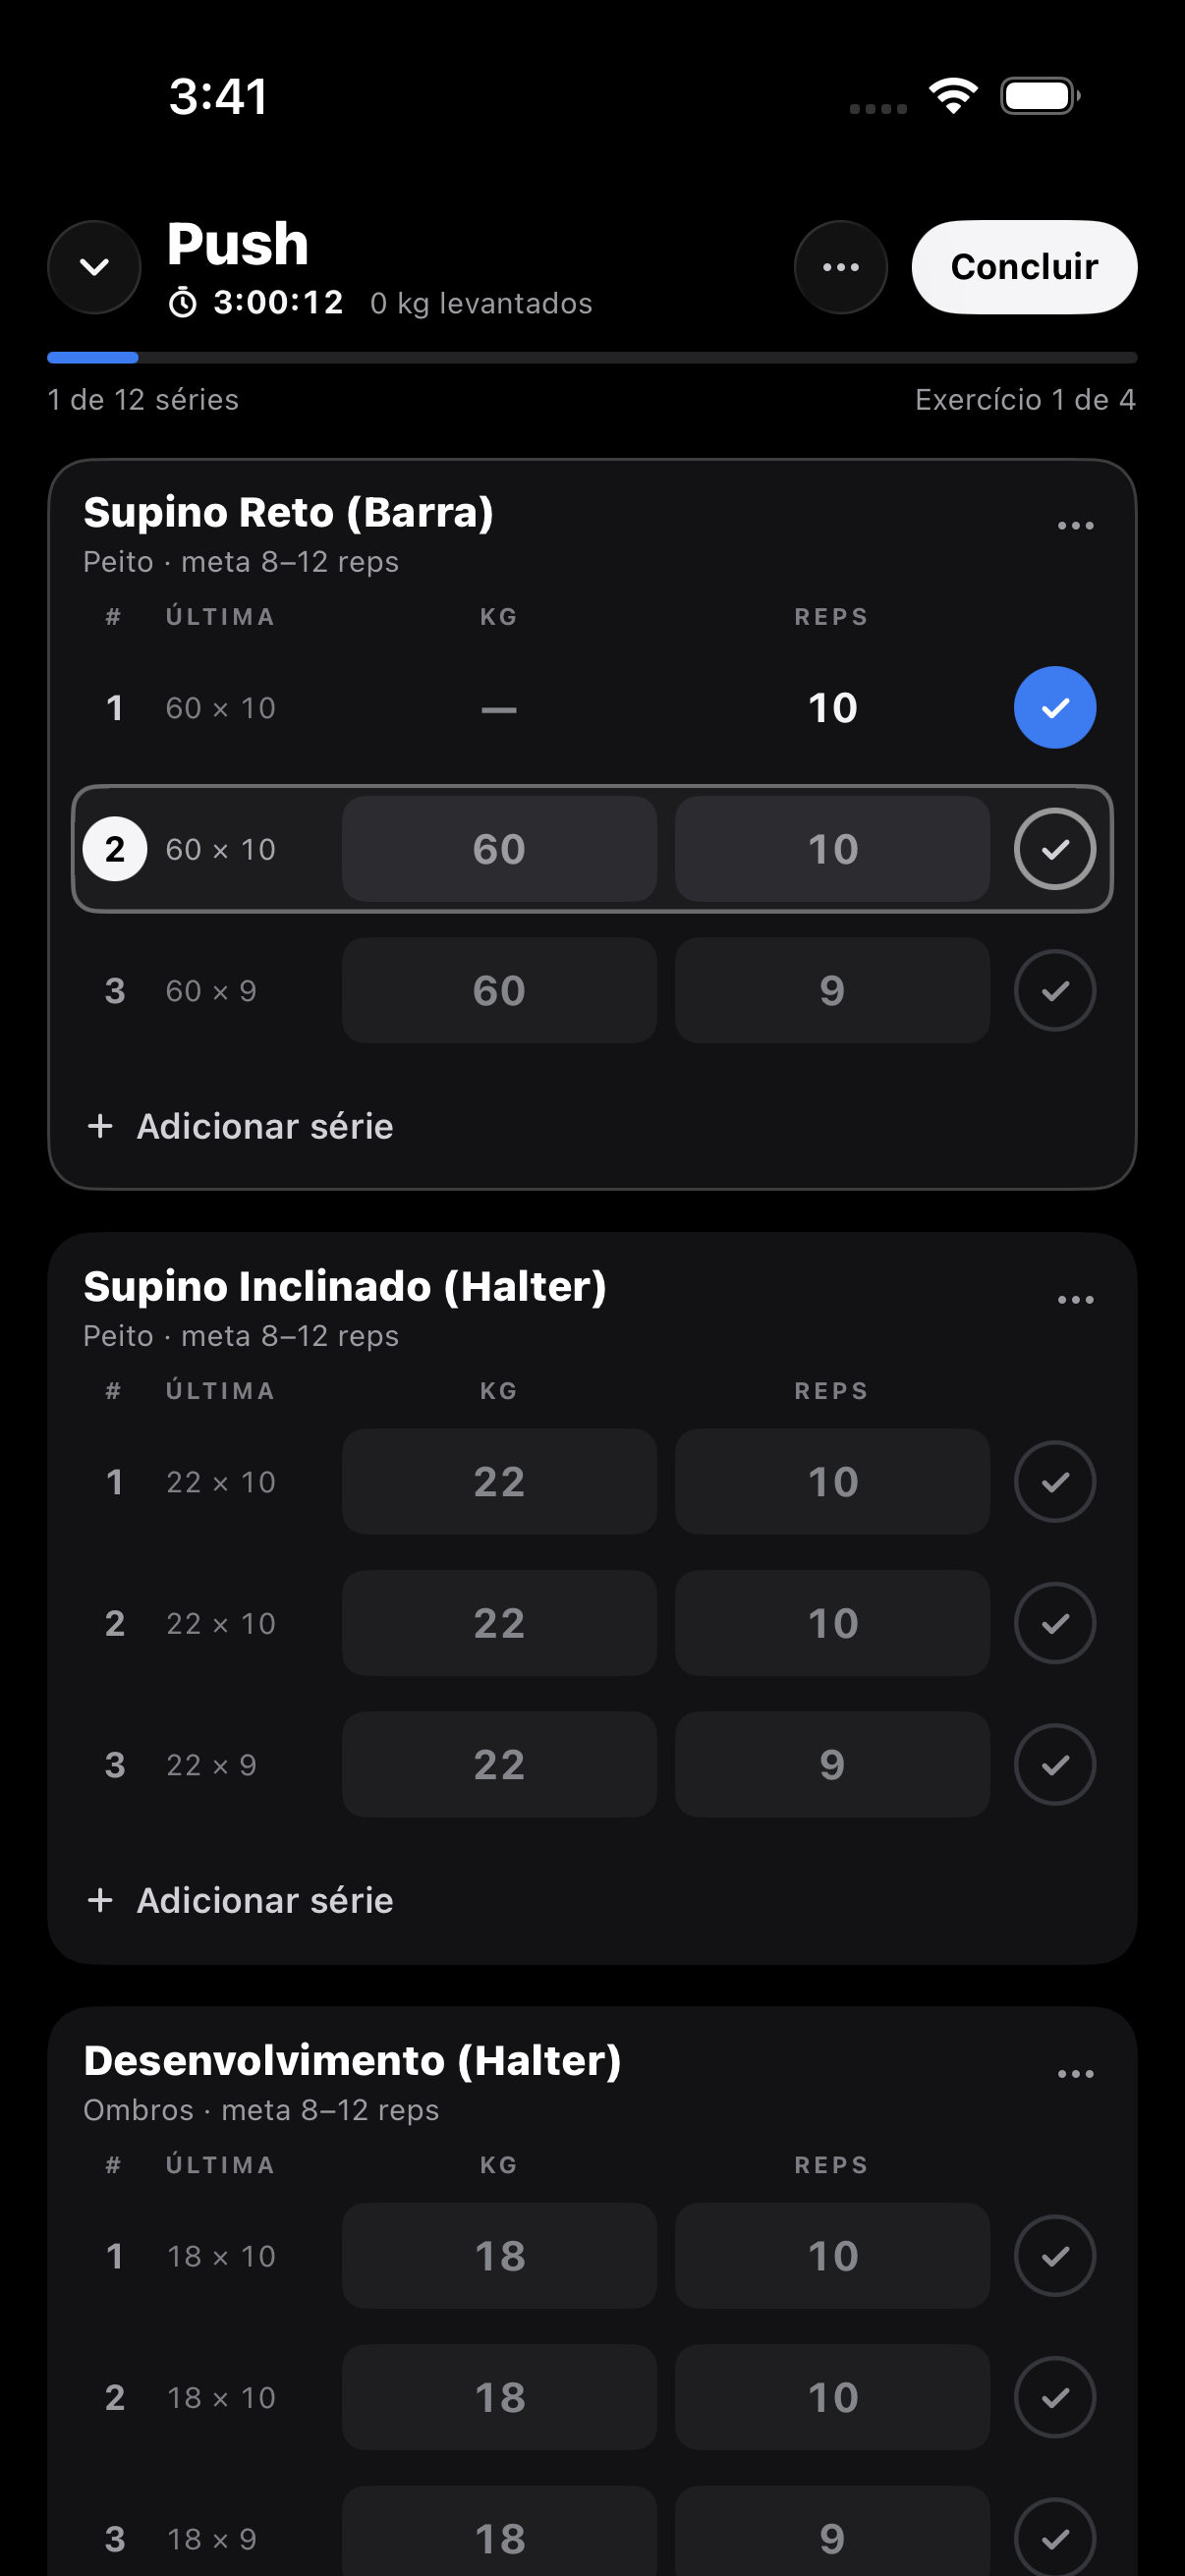 3:41
Push
3:00:12 0 kg levantados
Concluir
1 de 12 séries Exercício 1 de 4
Supino Reto (Barra)
Peito · meta 8–12 reps
# ÚLTIMA KG REPS
1 60 × 10 — 10
2 60 × 10 60 10
3 60 × 9 60 9
+ Adicionar série
Supino Inclinado (Halter)
Peito · meta 8–12 reps
# ÚLTIMA KG REPS
1 22 × 10 22 10
2 22 × 10 22 10
3 22 × 9 22 9
+ Adicionar série
Desenvolvimento (Halter)
Ombros · meta 8–12 reps
# ÚLTIMA KG REPS
1 18 × 10 18 10
2 18 × 10 18 10
3 18 × 9 18 9